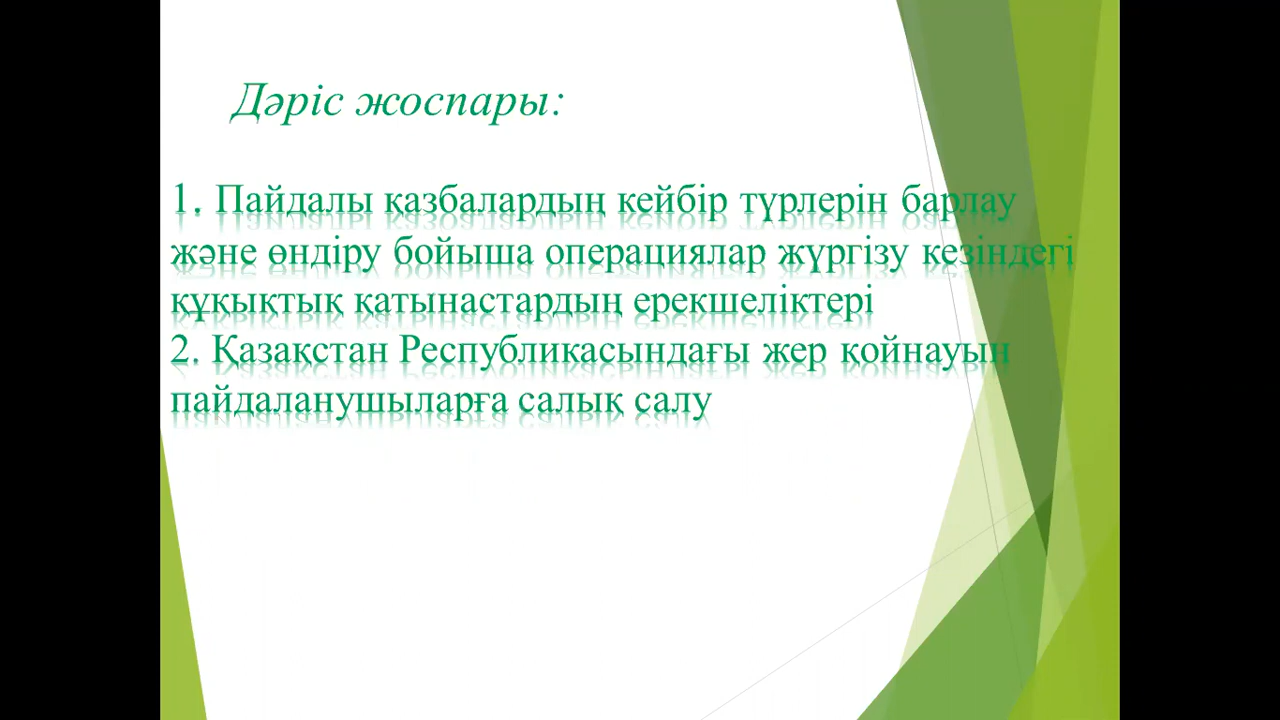 Дәріс жоспары:
1. Пайдалы қазбалардың кейбір түрлерін барлау
және өндіру бойыша операциялар жүргізу кезіндегі
құқықтық қатынастардың ерекшеліктері
2. Қазақстан Республикасындағы жер қойнауын
пайдаланушыларға салық салу